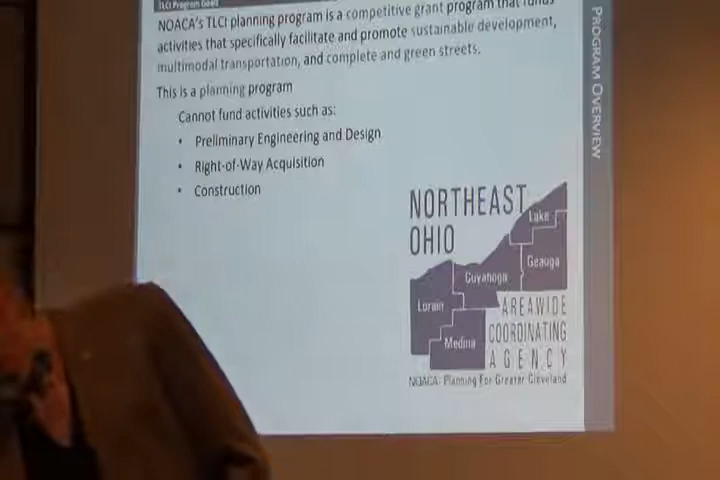 TLCI Program Goals
NOACA's TLCI planning program is a competitive grant program that funds
activities that specifically facilitate and promote sustainable development,
multimodal transportation, and complete and green streets.
This is a planning program
Cannot fund activities such as:
• Preliminary Engineering and Design
• Right-of-Way Acquisition
• Construction
PROGRAM OVERVIEW
NORTHEAST
OHIO
Lake
Geauga
Cuyahoga
Lorain
Medina
AREAWIDE
COORDINATING
AGENCY
NOACA: Planning For Greater Cleveland